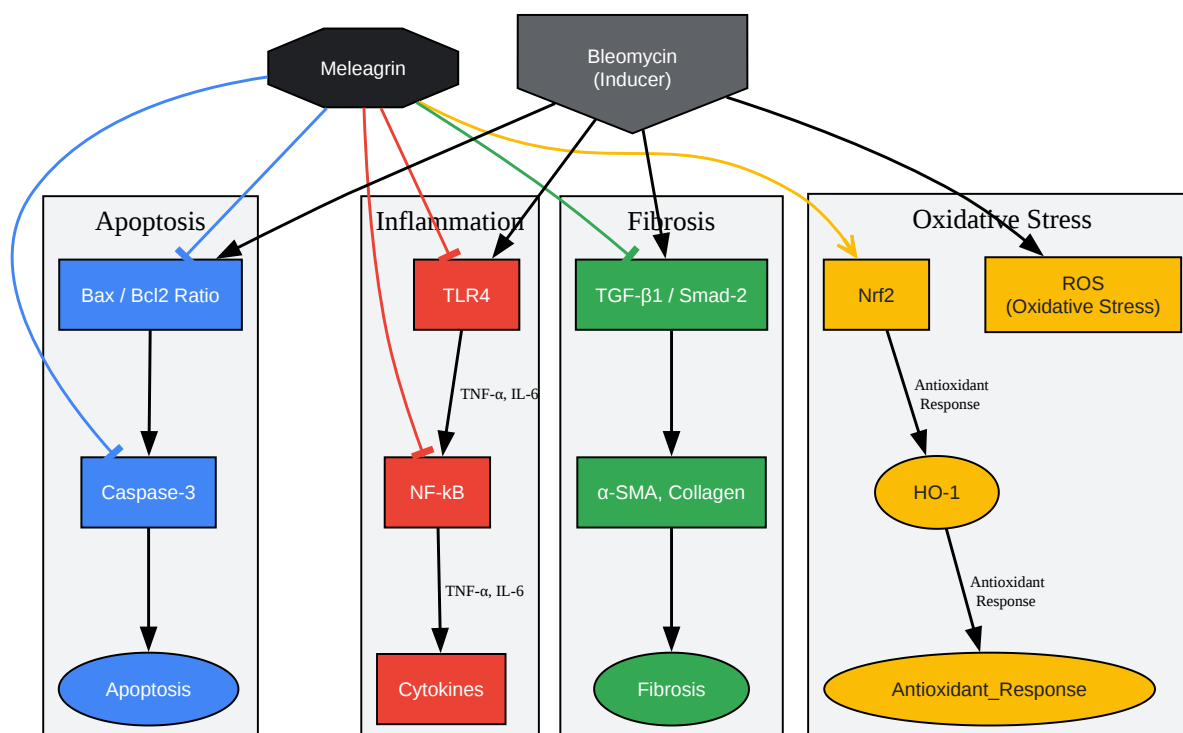 Meleagrin
Bleomycin
(Inducer)
Apoptosis
Inflammation
Fibrosis
Oxidative Stress
Bax / Bcl2 Ratio
TLR4
TGF-β1 / Smad-2
Nrf2
ROS
(Oxidative Stress)
TNF-α, IL-6
Antioxidant
Response
Caspase-3
NF-kB
α-SMA, Collagen
HO-1
TNF-α, IL-6
Antioxidant
Response
Apoptosis
Cytokines
Fibrosis
Antioxidant_Response